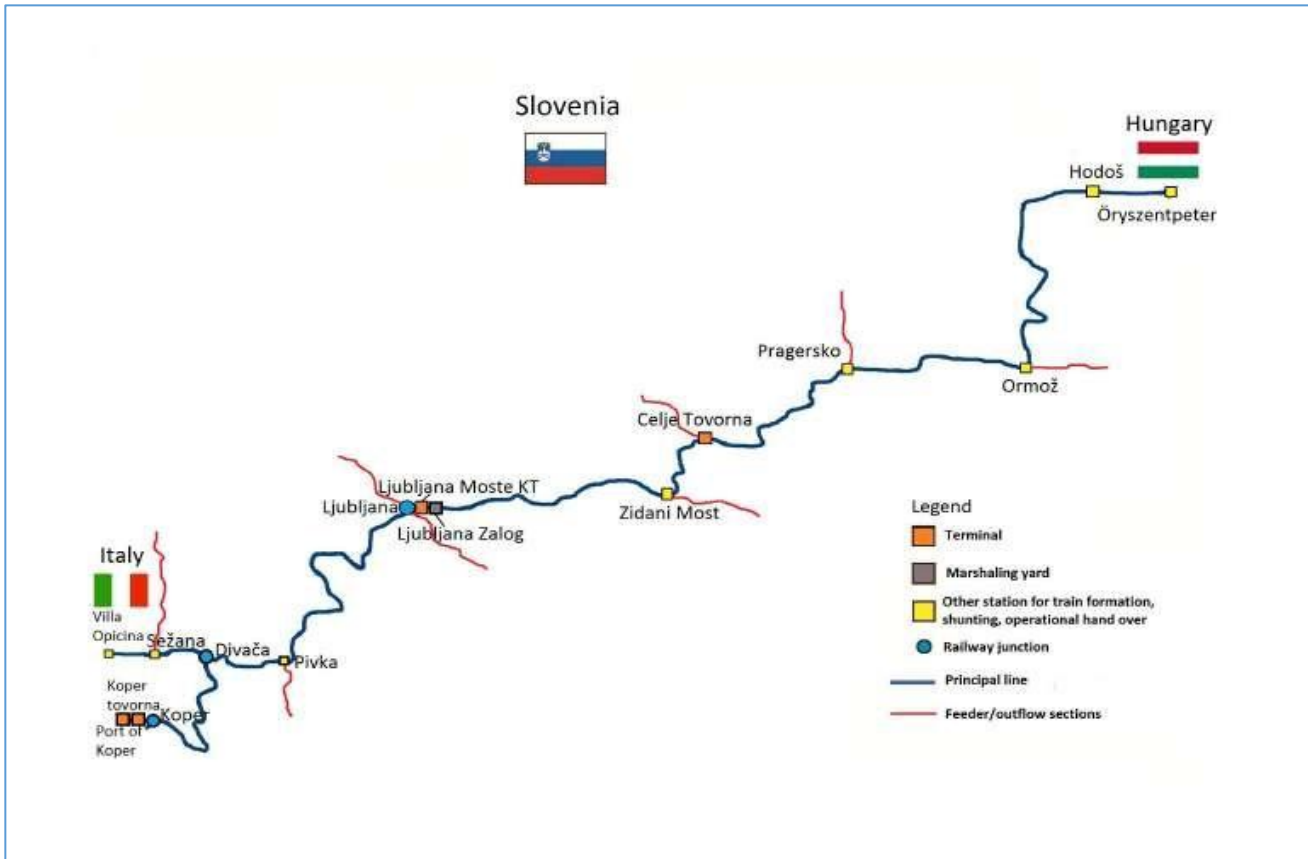 Slovenia
Hungary
Hodoš
Öryszentpeter
Pragersko
Ormož
Celje Tovorna
Ljubljana Moste KT
Ljubljana
Zidani Most
Ljubljana Zalog
Italy
Villa
Opicina
Sežana
Divača
Pivka
Koper
tovorna
Koper
Port of
Koper
Legend
Terminal
Marshaling yard
Other station for train formation,
shunting, operational hand over
Railway junction
Principal line
Feeder/outflow sections